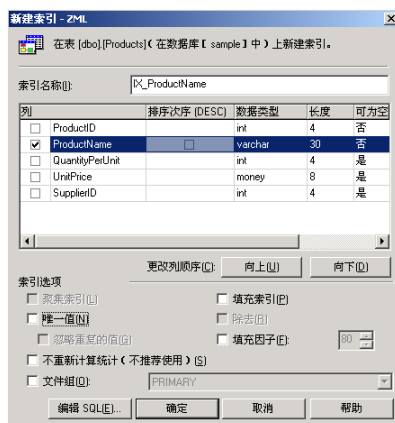 新建索引 - ZML
在表 [dbo].[Products]( 在数据库【 sample】中 ) 上新建索引。
索引名称(I): IX_ProductName
列 排序次序 (DESC) 数据类型 长度 可为空
ProductID int 4 否
ProductName varchar 30 否
QuantityPerUnit int 4 是
UnitPrice money 8 是
SupplierID int 4 是
更改列顺序(C): 向上(U) 向下(D)
索引选项
聚集索引(L) 填充索引(P)
唯一值(N) 除去(R)
忽略重复的值(G) 填充因子(F): 80
不重新计算统计 ( 不推荐使用 ) (S)
文件组(O): PRIMARY
编辑 SQL(E)... 确定 取消 帮助